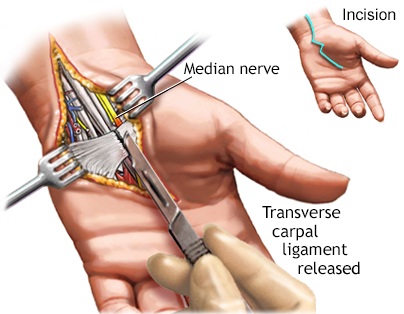 Incision
Median nerve
Transverse
carpal
ligament
released